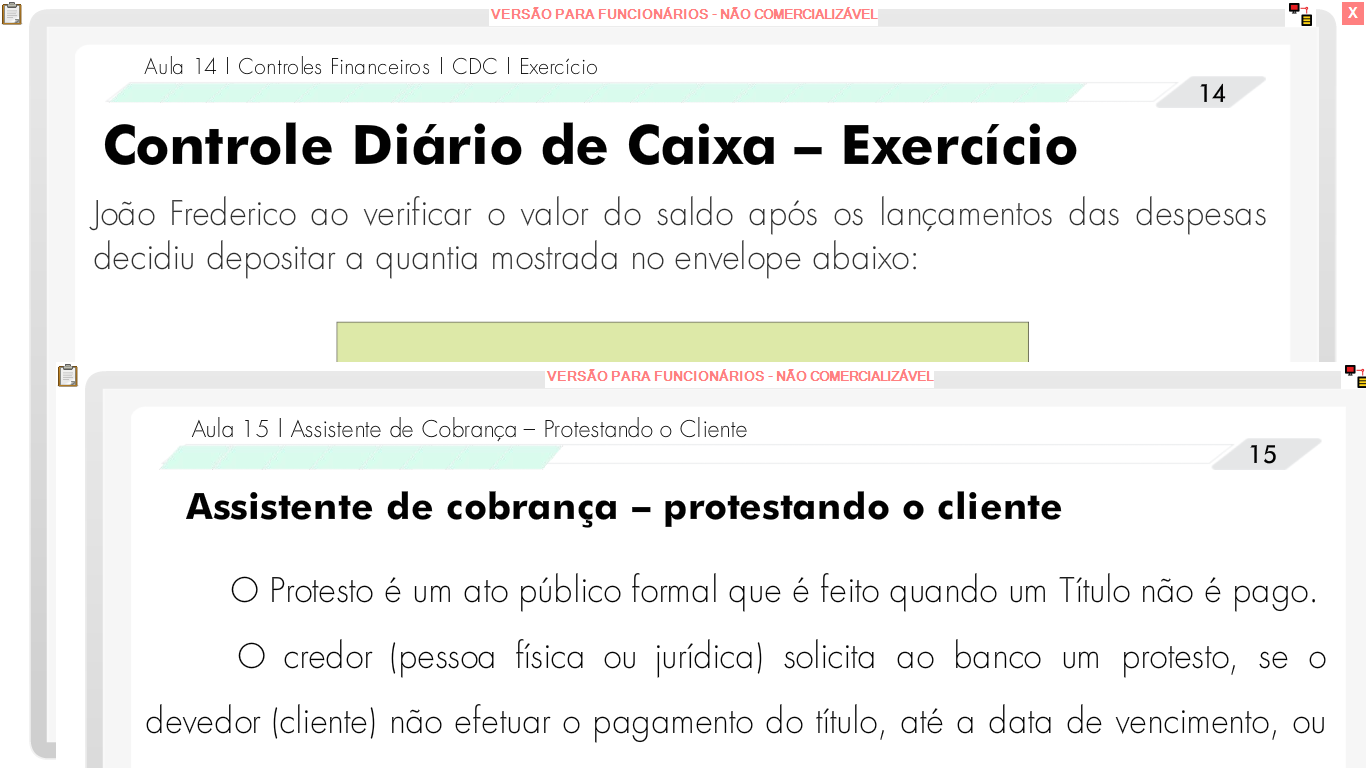 VERSÃO PARA FUNCIONÁRIOS - NÃO COMERCIALIZÁVEL
X
Aula 14 | Controles Financeiros | CDC | Exercício
14
Controle Diário de Caixa – Exercício
João Frederico ao verificar o valor do saldo após os lançamentos das despesas
decidiu depositar a quantia mostrada no envelope abaixo:
VERSÃO PARA FUNCIONÁRIOS - NÃO COMERCIALIZÁVEL
Aula 15 | Assistente de Cobrança – Protestando o Cliente
15
Assistente de cobrança – protestando o cliente
O Protesto é um ato público formal que é feito quando um Título não é pago.
O credor (pessoa física ou jurídica) solicita ao banco um protesto, se o
devedor (cliente) não efetuar o pagamento do título, até a data de vencimento, ou